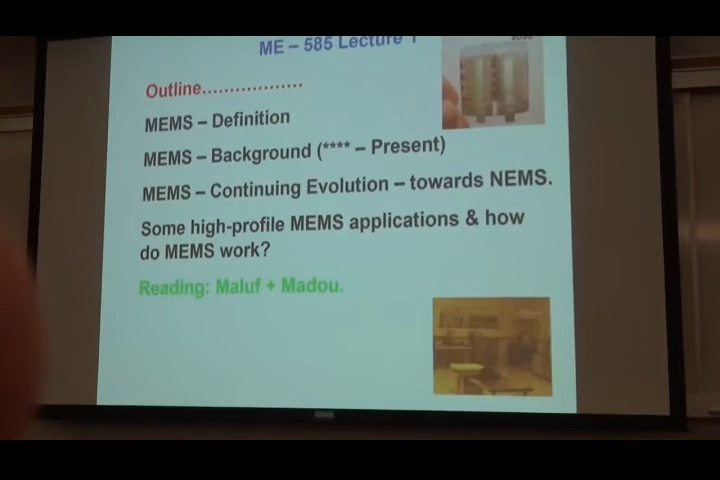 ME – 585 Lecture 1
Outline..................
MEMS – Definition
MEMS – Background (**** – Present)
MEMS – Continuing Evolution – towards NEMS.
Some high-profile MEMS applications & how
do MEMS work?
Reading: Maluf + Madou.